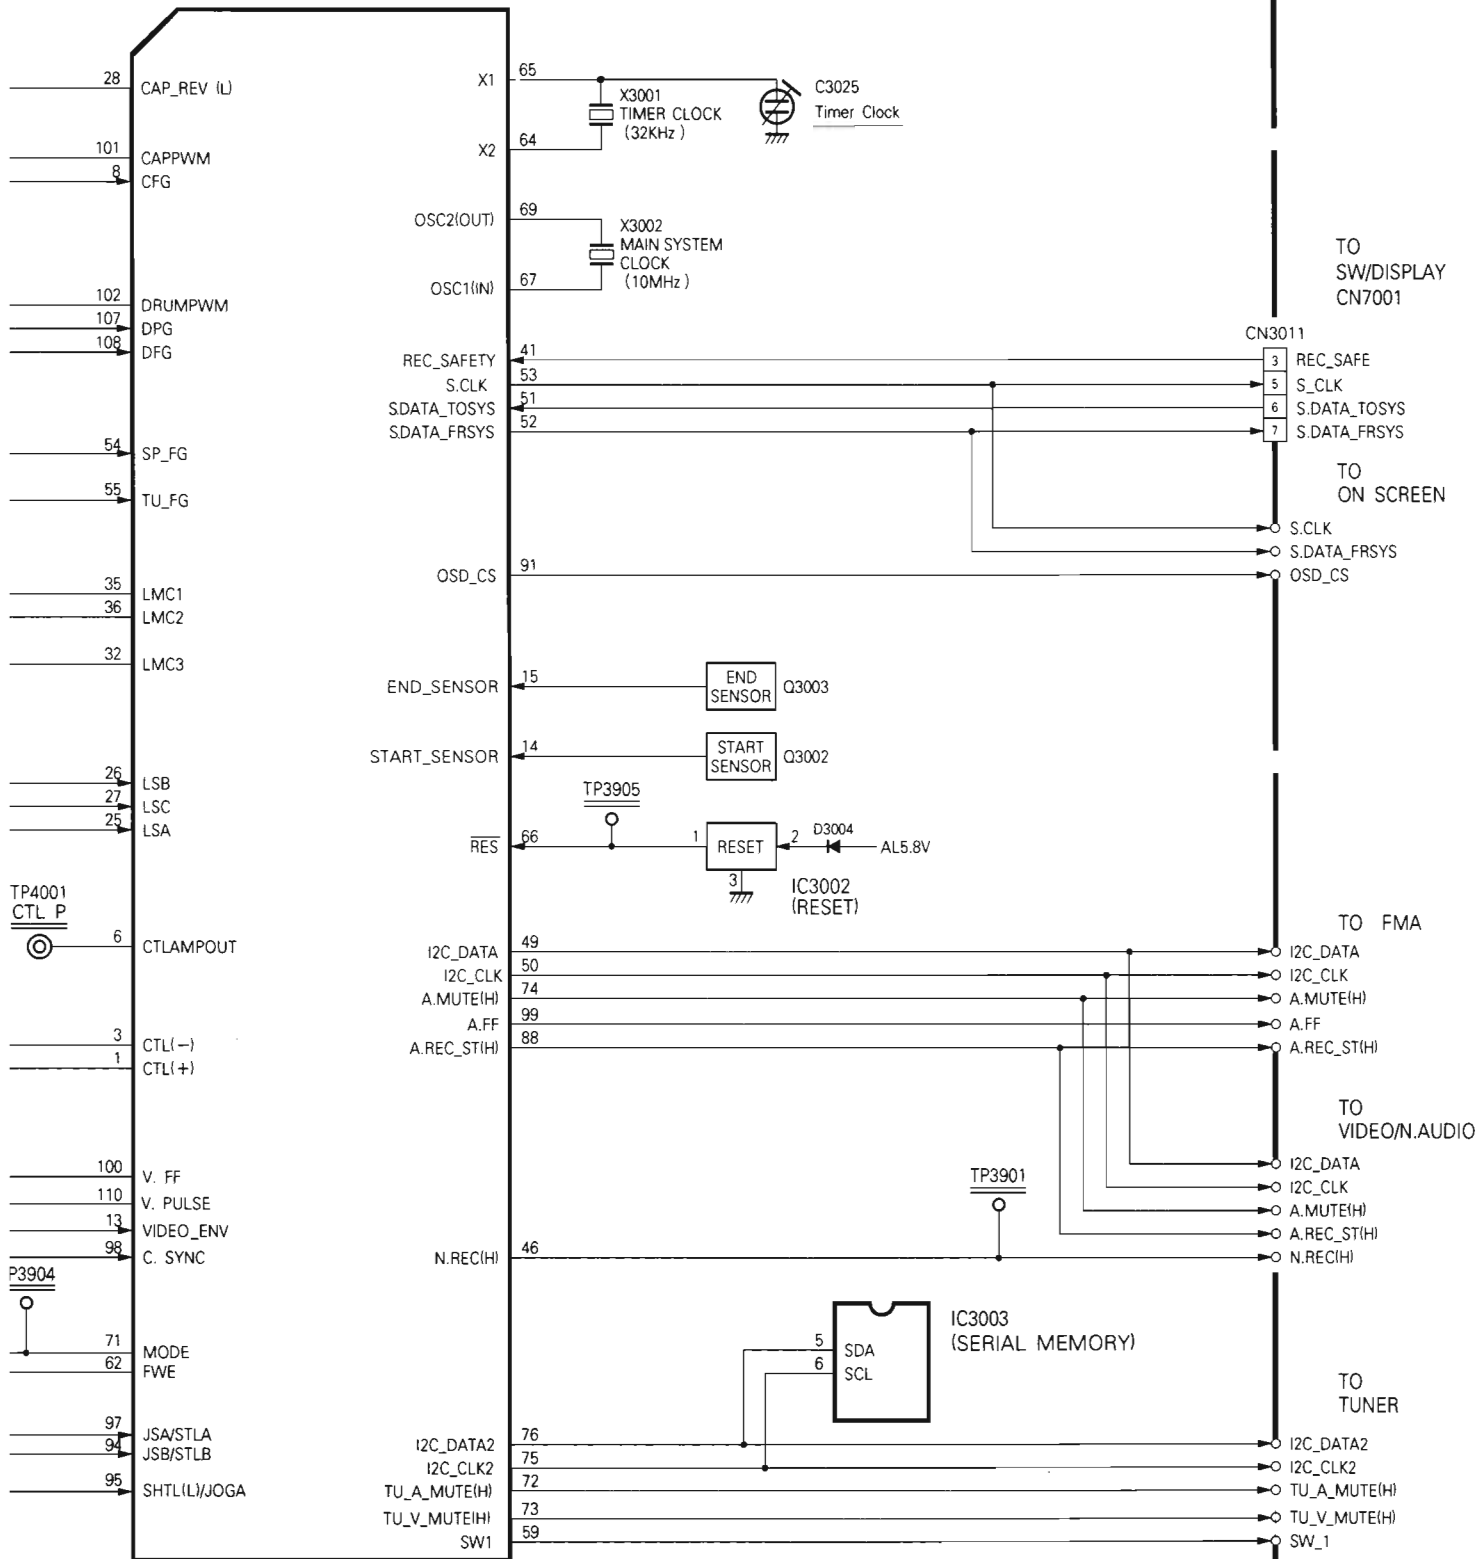 28
CAP_REV (L)
101
CAPPWM
8
CFG
102
DRUMPWM
107
DPG
108
DFG
54
SP_FG
55
TU_FG
35
LMC1
36
LMC2
32
LMC3
26
LSB
27
LSC
25
LSA
TP4001
CTL P
6
CTLAMPOUT
3
CTL(−)
1
CTL(+)
100
V. FF
110
V. PULSE
13
VIDEO_ENV
98
C. SYNC
P3904
71
MODE
62
FWE
97
JSA/STLA
94
JSB/STLB
95
SHTL(L)/JOGA
X1
65
X2
64
X3001
TIMER CLOCK
(32KHz)
C3025
Timer Clock
OSC2(OUT)
69
OSC1(IN)
67
X3002
MAIN SYSTEM
CLOCK
(10MHz)
REC_SAFETY
41
S.CLK
53
S.DATA_TOSYS
51
S.DATA_FRSYS
52
TO
SW/DISPLAY
CN7001
CN3011
3 REC_SAFE
5 S_CLK
6 S.DATA_TOSYS
7 S.DATA_FRSYS
TO
ON SCREEN
S.CLK
S.DATA_FRSYS
OSD_CS
91
OSD_CS
END_SENSOR
15
END
SENSOR
Q3003
START_SENSOR
14
START
SENSOR
Q3002
TP3905
RES
66
1
RESET
2
D3004
AL5.8V
3
IC3002
(RESET)
I2C_DATA
49
I2C_CLK
50
A.MUTE(H)
74
A.FF
99
A.REC_ST(H)
88
TO FMA
I2C_DATA
I2C_CLK
A.MUTE(H)
A.FF
A.REC_ST(H)
TO
VIDEO/N.AUDIO
I2C_DATA
I2C_CLK
A.MUTE(H)
A.REC_ST(H)
N.REC(H)
TP3901
N.REC(H)
46
IC3003
(SERIAL MEMORY)
5
SDA
6
SCL
I2C_DATA2
76
I2C_CLK2
75
TU_A_MUTE(H)
72
TU_V_MUTE(H)
73
SW1
59
TO
TUNER
I2C_DATA2
I2C_CLK2
TU_A_MUTE(H)
TU_V_MUTE(H)
SW_1